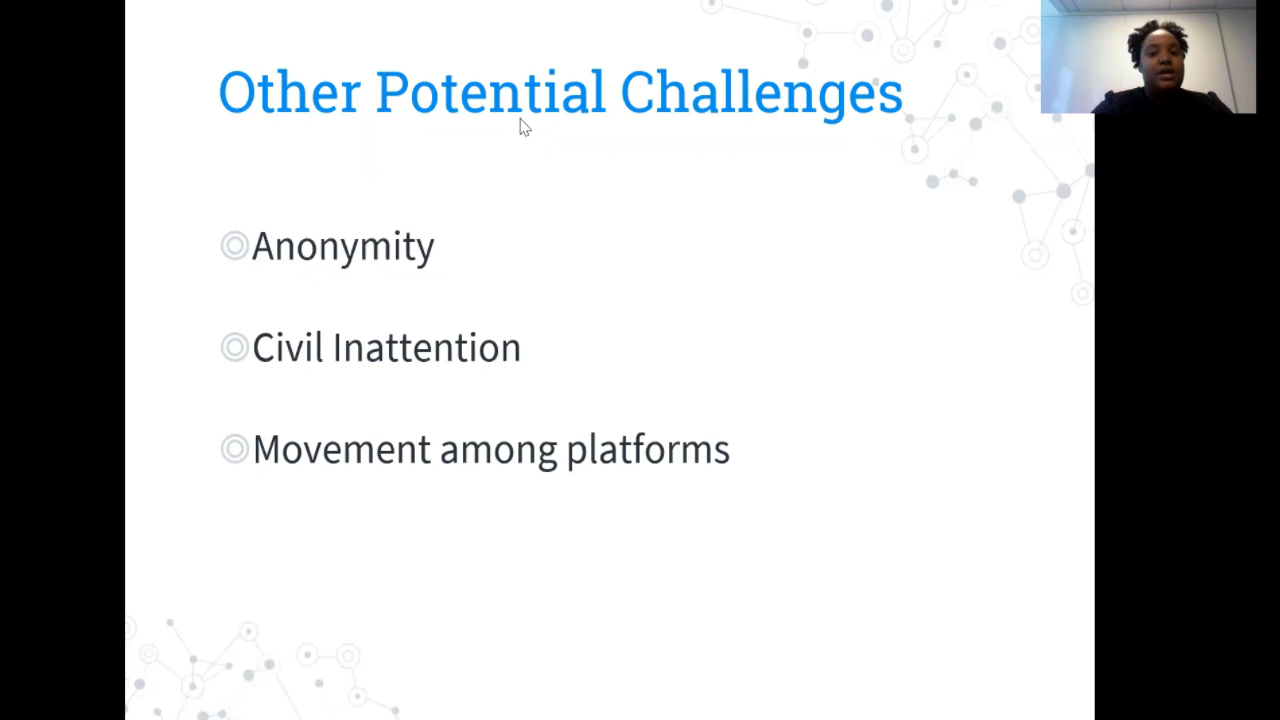 Other Potential Challenges
Anonymity
Civil Inattention
Movement among platforms